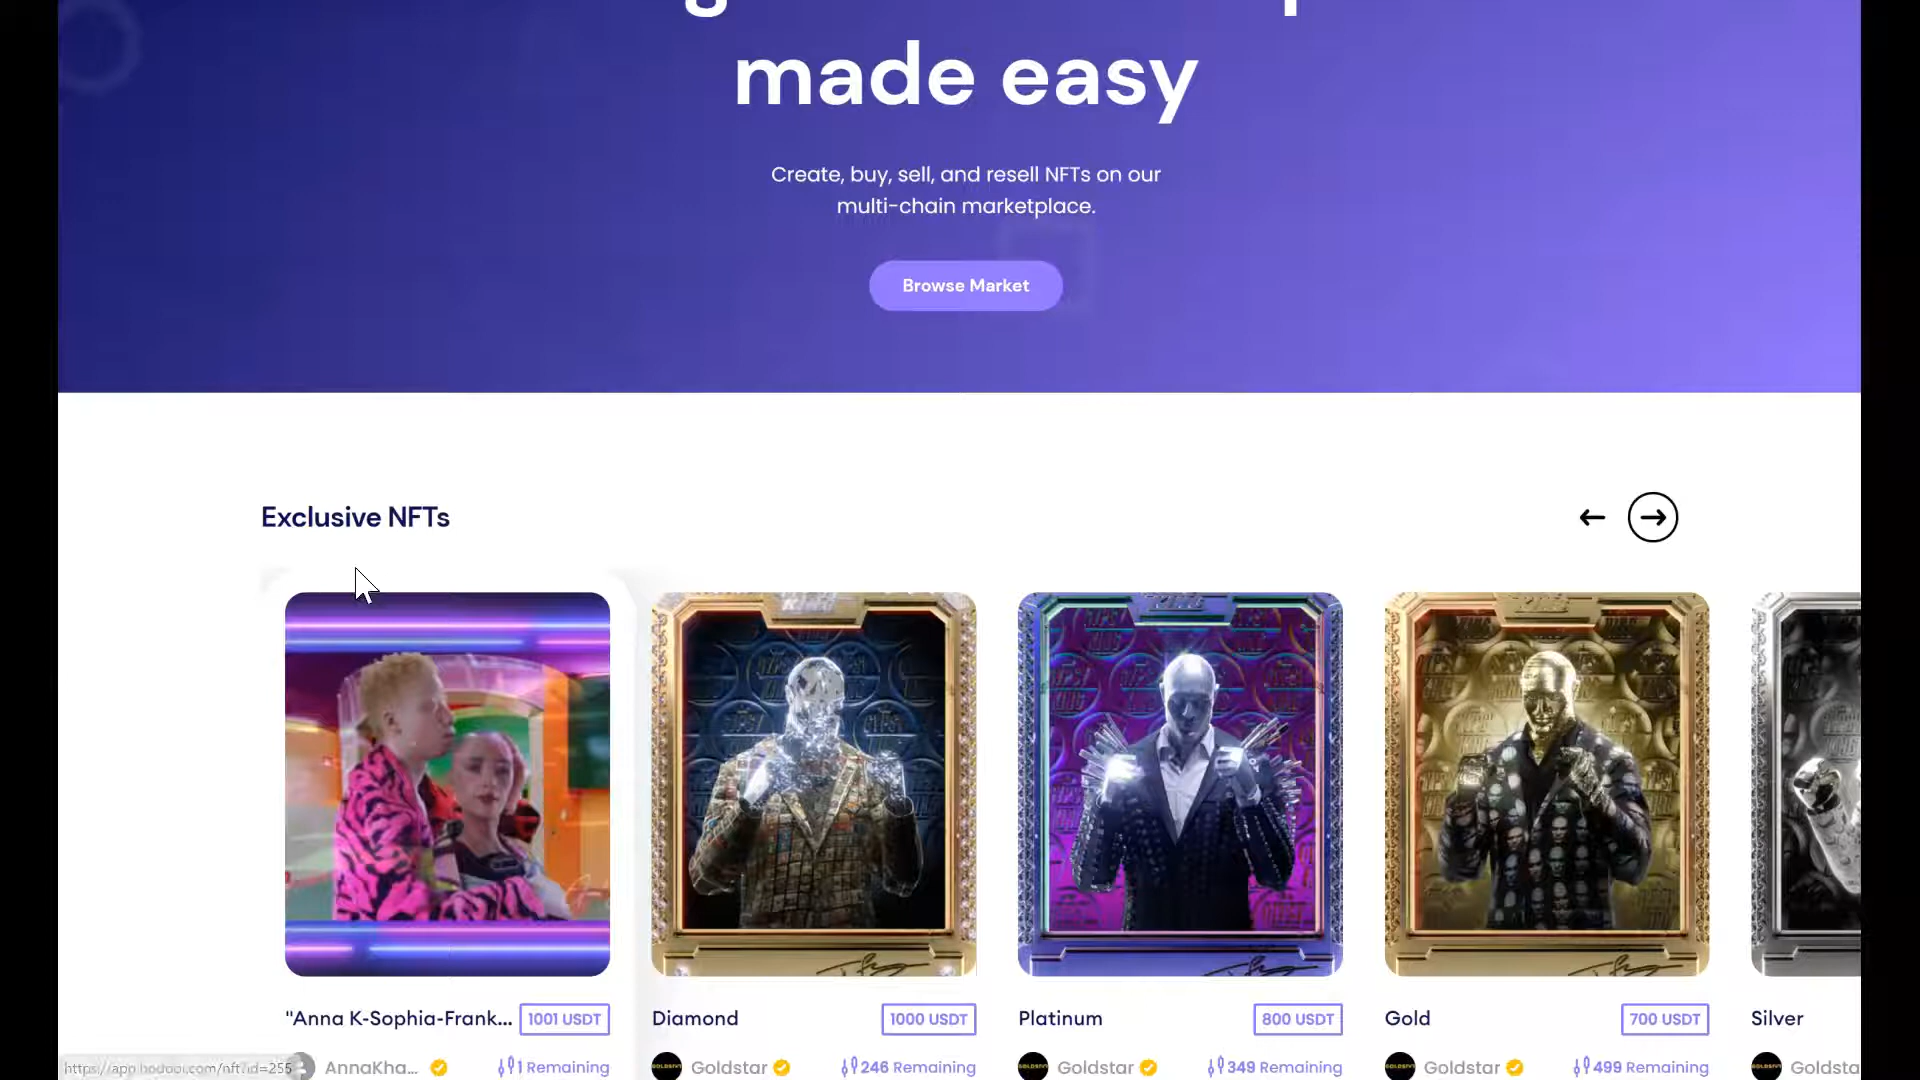 made easy
Create, buy, sell, and resell NFTs on our
multi-chain marketplace.
Browse Market
Exclusive NFTs
"Anna K-Sophia-Frank... 1001 USDT
Diamond 1000 USDT
Platinum 800 USDT
Gold 700 USDT
Silver
AnnaKha... 1 Remaining
Goldstar 246 Remaining
Goldstar 349 Remaining
Goldstar 499 Remaining
Goldsta